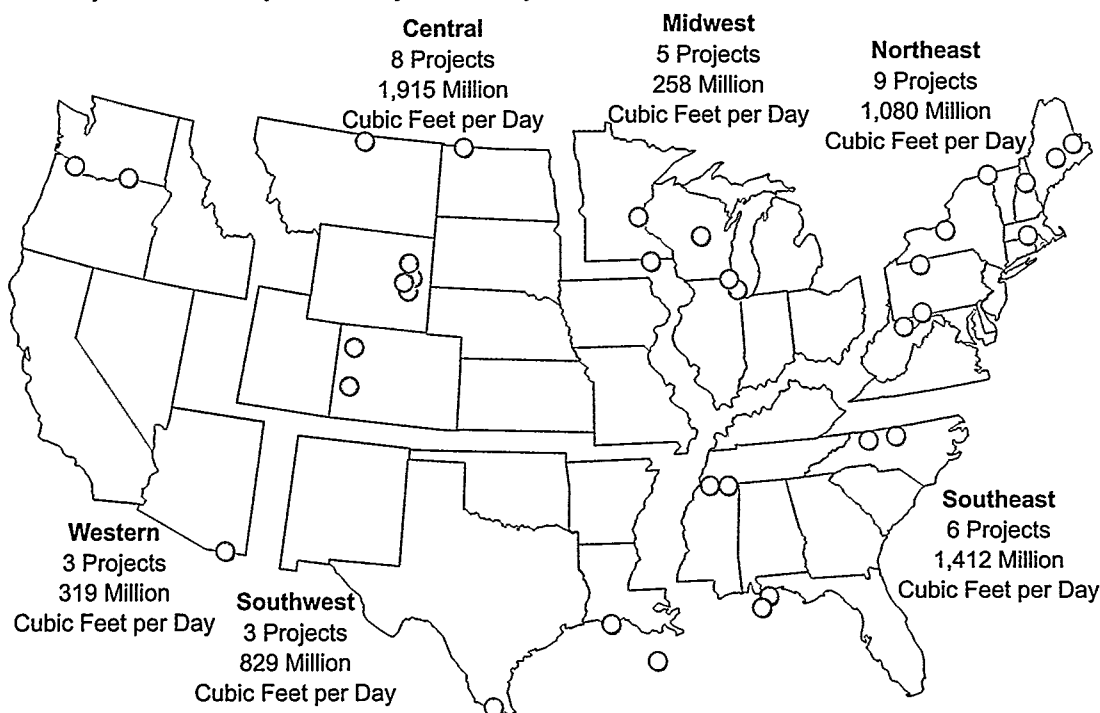 Central
8 Projects
1,915 Million
Cubic Feet per Day
Midwest
5 Projects
258 Million
Cubic Feet per Day
Northeast
9 Projects
1,080 Million
Cubic Feet per Day
Western
3 Projects
319 Million
Cubic Feet per Day
Southwest
3 Projects
829 Million
Cubic Feet per Day
Southeast
6 Projects
1,412 Million
Cubic Feet per Day